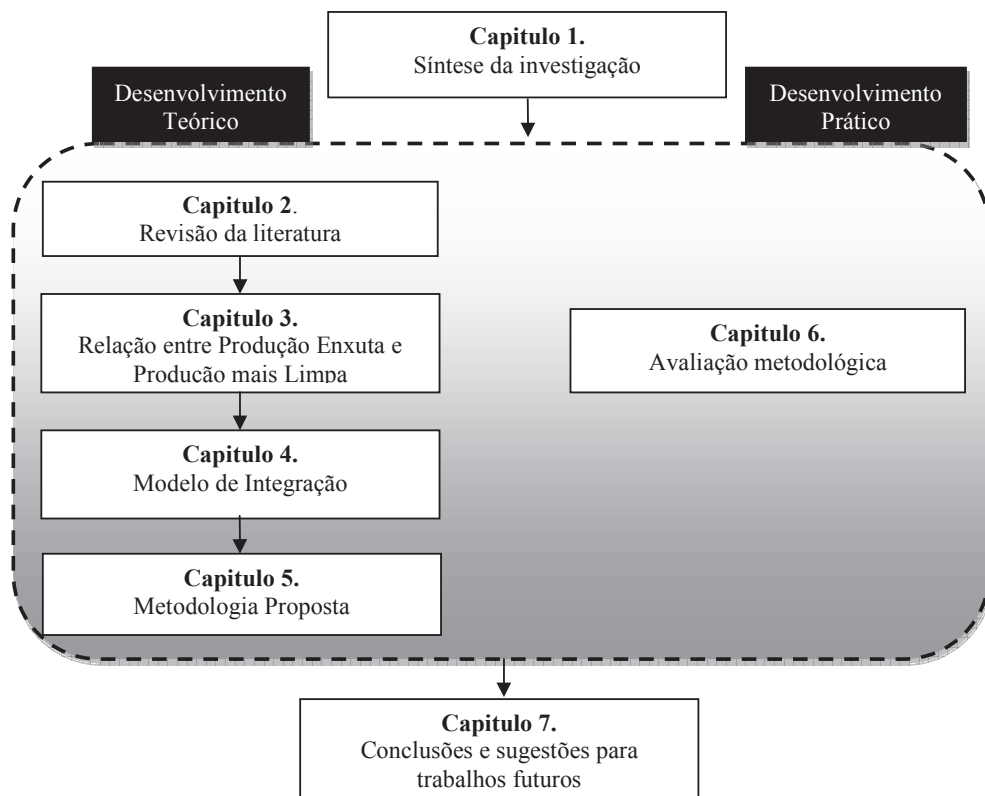 Capitulo 1.
Síntese da investigação
Desenvolvimento
Teórico
Desenvolvimento
Prático
Capitulo 2.
Revisão da literatura
Capitulo 3.
Relação entre Produção Enxuta e
Produção mais Limpa
Capitulo 6.
Avaliação metodológica
Capitulo 4.
Modelo de Integração
Capitulo 5.
Metodologia Proposta
Capitulo 7.
Conclusões e sugestões para
trabalhos futuros